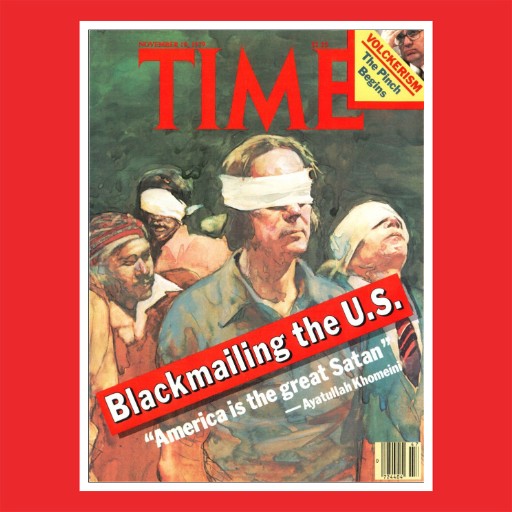 TIME
VOLCKERISM
The Pinch
Begins
Blackmailing the U.S.
“America is the great Satan”
—Ayatullah Khomeini